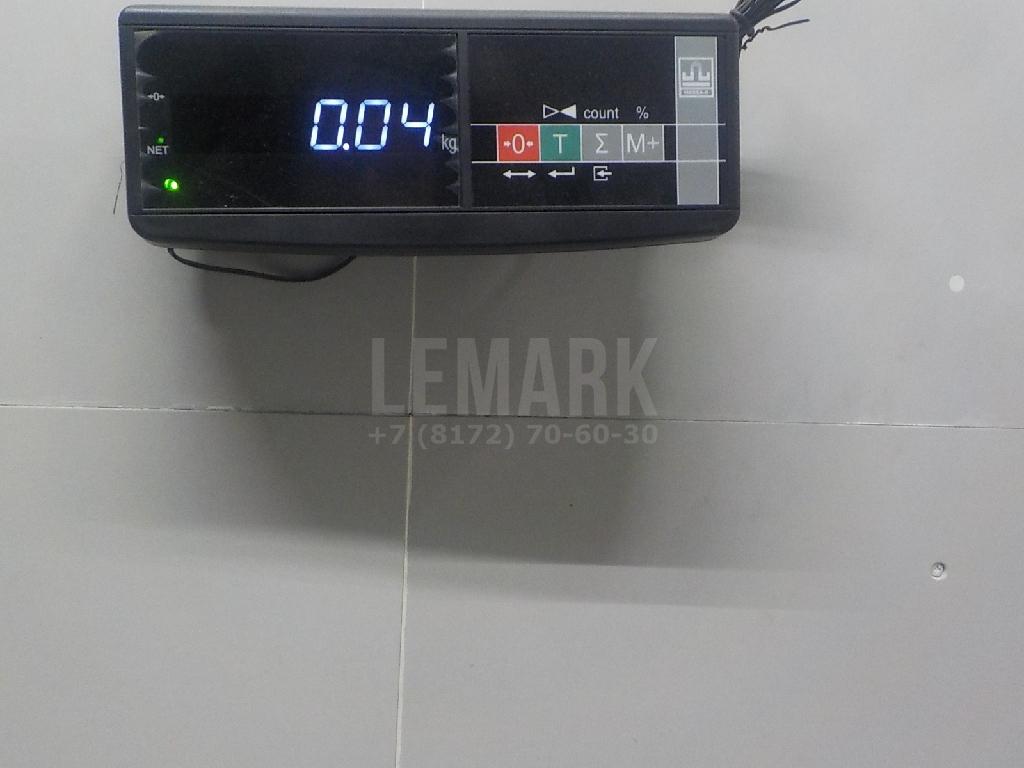 →0←
0.04 kg
NET
count %
→0← T Σ M+
LEMARK
+7 (8172) 70-60-30